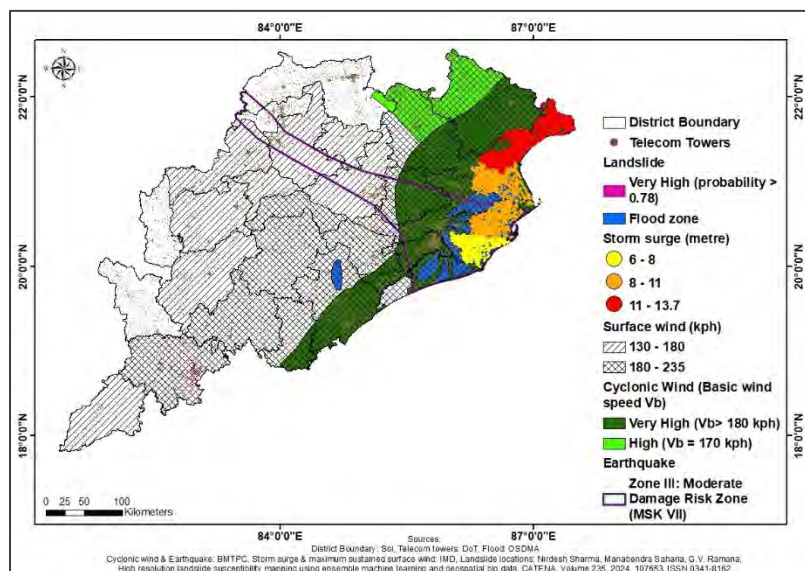 84°0'0"E
87°0'0"E
N
W
E
S
22°0'0"N
22°0'0"N
20°0'0"N
20°0'0"N
18°0'0"N
18°0'0"N
District Boundary
Telecom Towers
Landslide
Very High (probability >
0.78)
Flood zone
Storm surge (metre)
6 - 8
8 - 11
11 - 13.7
Surface wind (kph)
130 - 180
180 - 235
Cyclonic Wind (Basic wind
speed Vb)
Very High (Vb> 180 kph)
High (Vb = 170 kph)
Earthquake
Zone III: Moderate
Damage Risk Zone
(MSK VII)
0 25 50 100
Kilometers
84°0'0"E
87°0'0"E
Sources:
District Boundary: SoI, Telecom towers: DoT, Flood: OSDMA
Cyclonic wind & Earthquake: BMTPC, Storm surge & maximum sustained surface wind: IMD, Landslide locations: Nirdesh Sharma, Manabendra Saharia, G.V. Ramana,
High resolution landslide susceptibility mapping using ensemble machine learning and geospatial big data, CATENA, Volume 235, 2024, 107653, ISSN 0341-8162,